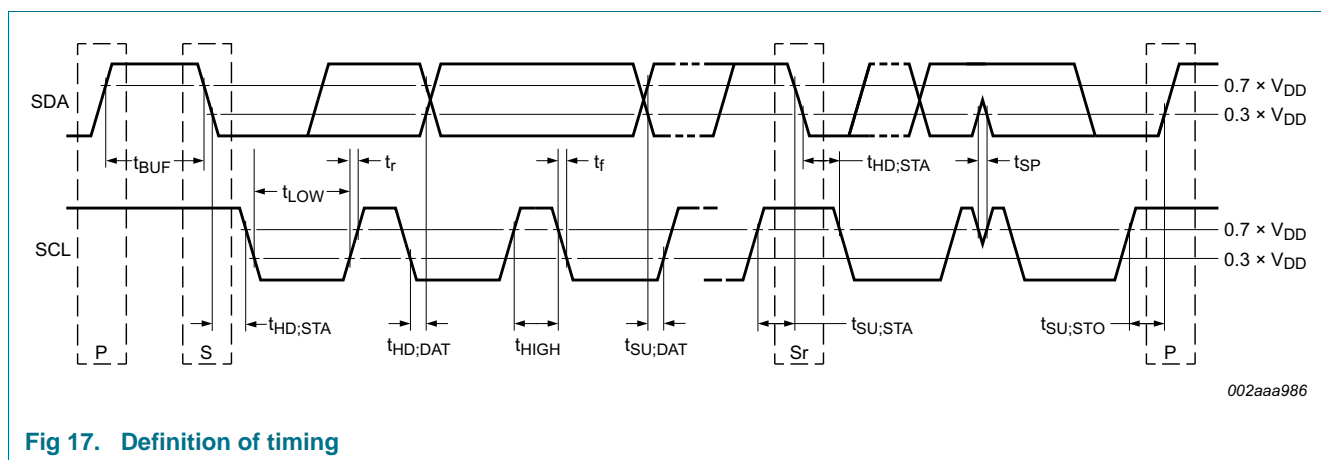 SDA
0.7 × VDD
0.3 × VDD
tBUF
tr
tf
tHD;STA
tSP
tLOW
SCL
0.7 × VDD
0.3 × VDD
tHD;STA
tHD;DAT
tHIGH
tSU;DAT
tSU;STA
tSU;STO
P
S
Sr
P
002aaa986
Fig 17. Definition of timing